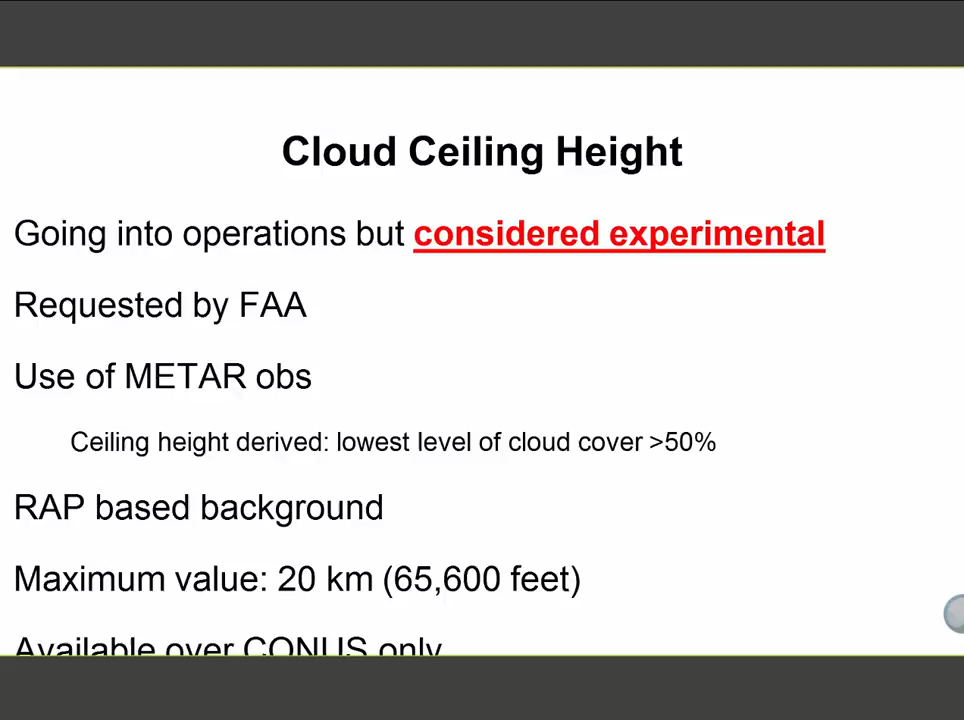 Cloud Ceiling Height
Going into operations but considered experimental
Requested by FAA
Use of METAR obs
Ceiling height derived: lowest level of cloud cover >50%
RAP based background
Maximum value: 20 km (65,600 feet)
Available over CONUS only